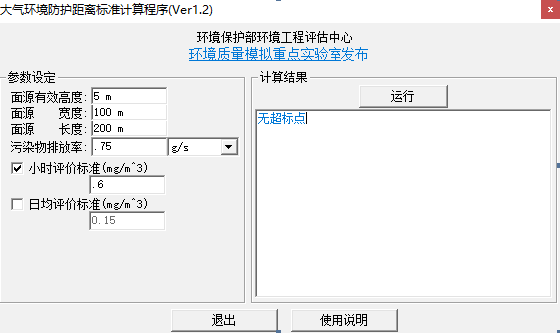 大气环境防护距离标准计算程序(Ver1.2)
x
环境保护部环境工程评估中心
环境质量模拟重点实验室发布
参数设定
面源有效高度: 5 m
面源 宽度: 100 m
面源 长度: 200 m
污染物排放率: .75 g/s
小时评价标准(mg/m^3)
.6
日均评价标准(mg/m^3)
0.15
计算结果
运行
无超标点
退出
使用说明